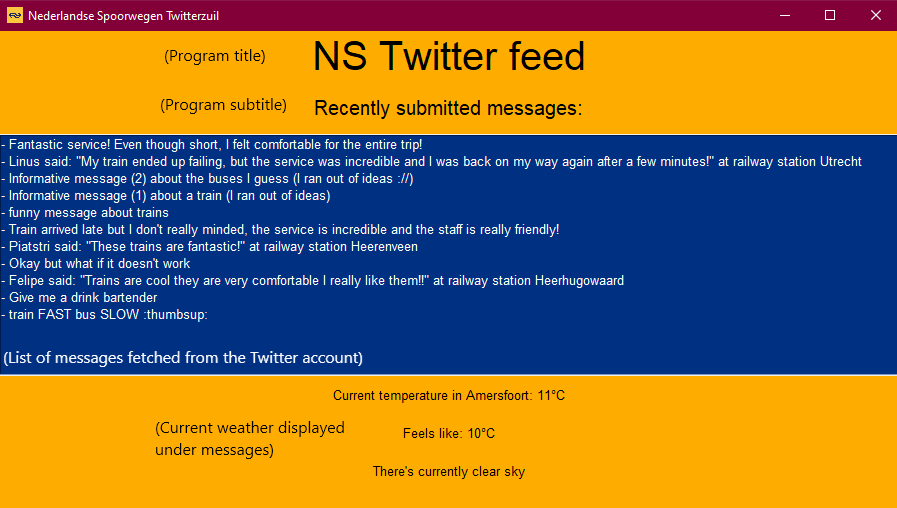 Nederlandse Spoorwegen Twitterzuil
(Program title) NS Twitter feed
(Program subtitle) Recently submitted messages:
- Fantastic service! Even though short, I felt comfortable for the entire trip!
- Linus said: "My train ended up failing, but the service was incredible and I was back on my way again after a few minutes!" at railway station Utrecht
- Informative message (2) about the buses I guess (I ran out of ideas ://)
- Informative message (1) about a train (I ran out of ideas)
- funny message about trains
- Train arrived late but I don't really minded, the service is incredible and the staff is really friendly!
- Piatstri said: "These trains are fantastic!" at railway station Heerenveen
- Okay but what if it doesn't work
- Felipe said: "Trains are cool they are very comfortable I really like them!!" at railway station Heerhugowaard
- Give me a drink bartender
- train FAST bus SLOW :thumbsup:
(List of messages fetched from the Twitter account)
Current temperature in Amersfoort: 11°C
(Current weather displayed
under messages)
Feels like: 10°C
There's currently clear sky